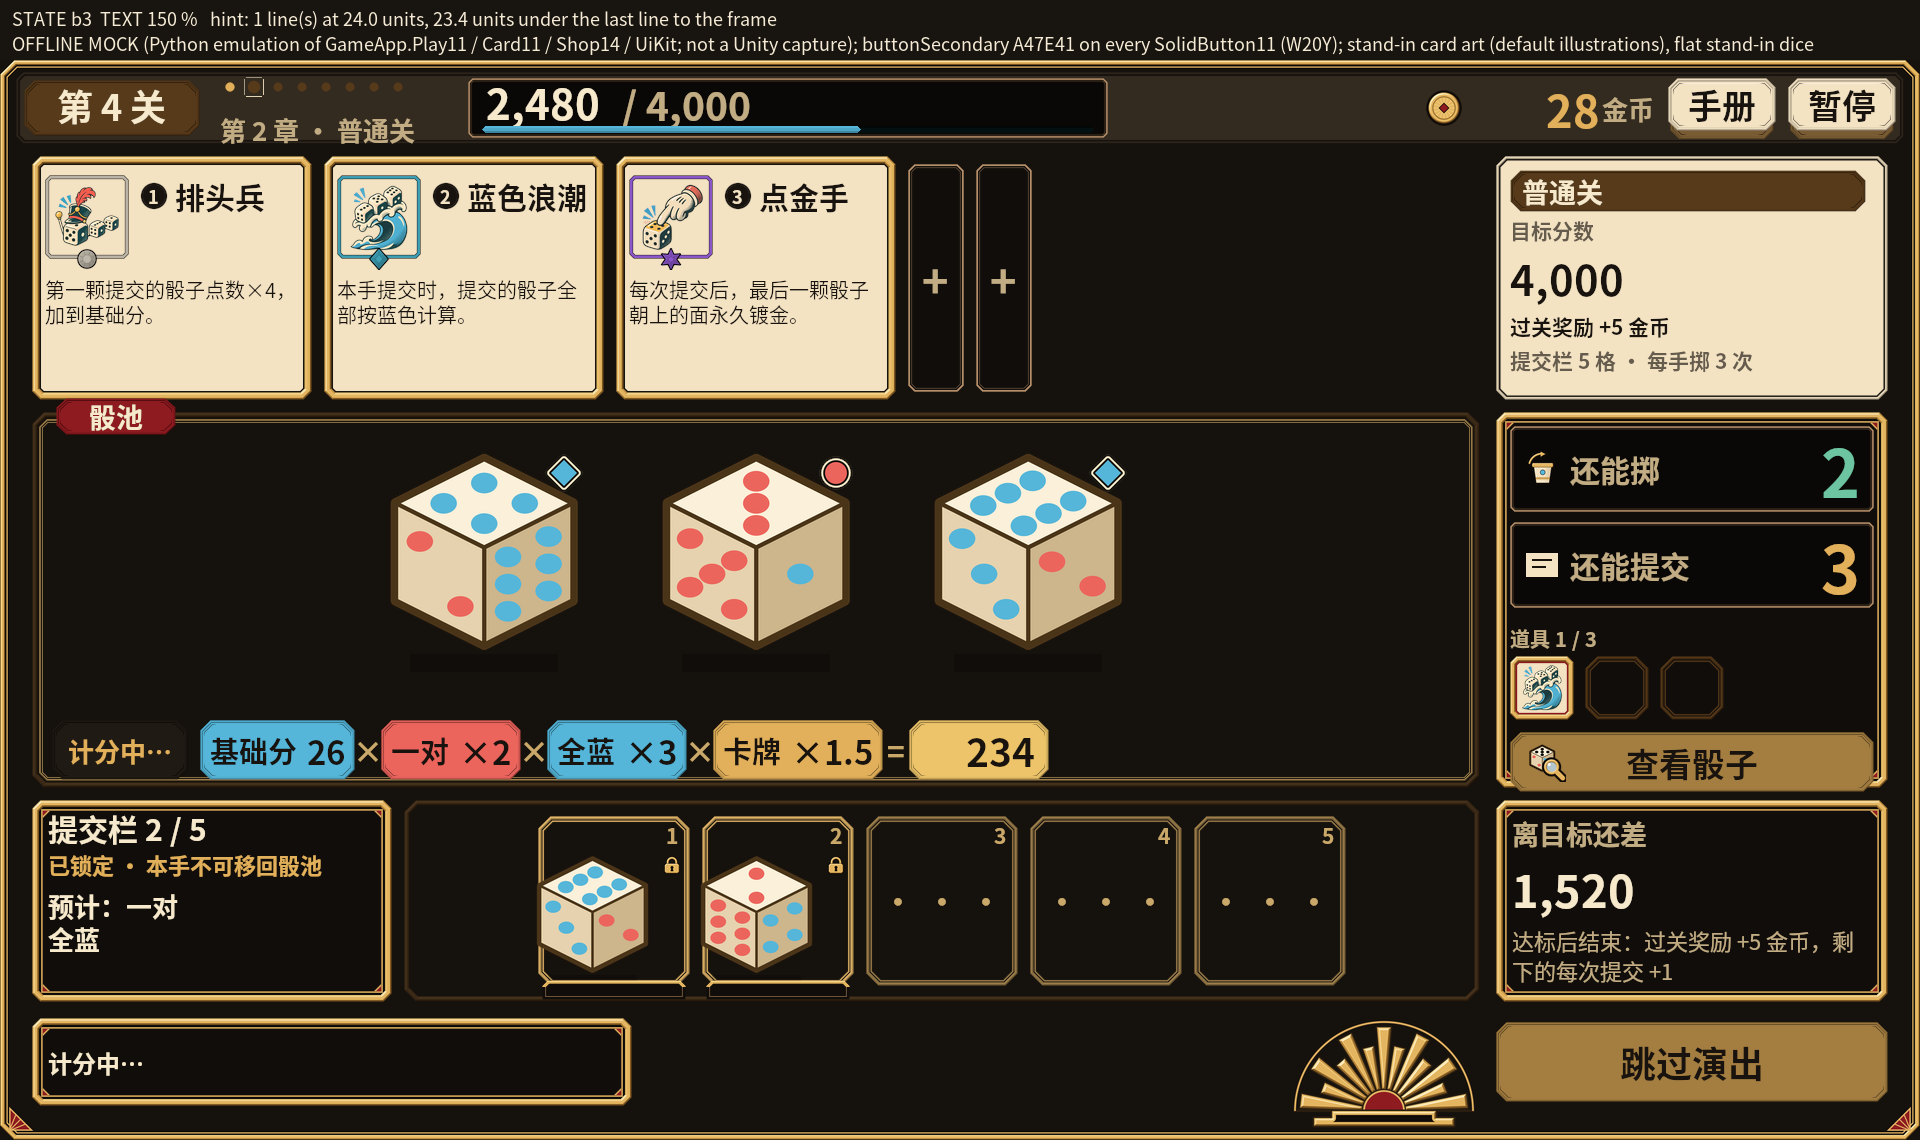 STATE b3 TEXT 150 % hint: 1 line(s) at 24.0 units, 23.4 units under the last line to the frame
OFFLINE MOCK (Python emulation of GameApp.Play11 / Card11 / Shop14 / UiKit; not a Unity capture); buttonSecondary A47E41 on every SolidButton11 (W20Y); stand-in card art (default illustrations), flat stand-in dice
第 4 关
第 2 章 · 普通关
2,480 / 4,000
28 金币
手册
暂停
1 排头兵
第一颗提交的骰子点数×4，
加到基础分。
2 蓝色浪潮
本手提交时，提交的骰子全
部按蓝色计算。
3 点金手
每次提交后，最后一颗骰子
朝上的面永久镀金。
+
+
普通关
目标分数
4,000
过关奖励 +5 金币
提交栏 5 格 · 每手掷 3 次
骰池
还能掷 2
还能提交 3
道具 1 / 3
查看骰子
计分中… 基础分 26 × 一对 ×2 × 全蓝 ×3 × 卡牌 ×1.5 = 234
提交栏 2 / 5
已锁定 · 本手不可移回骰池
预计：一对
全蓝
1
2
3
4
5
离目标还差
1,520
达标后结束：过关奖励 +5 金币，剩
下的每次提交 +1
计分中…
跳过演出